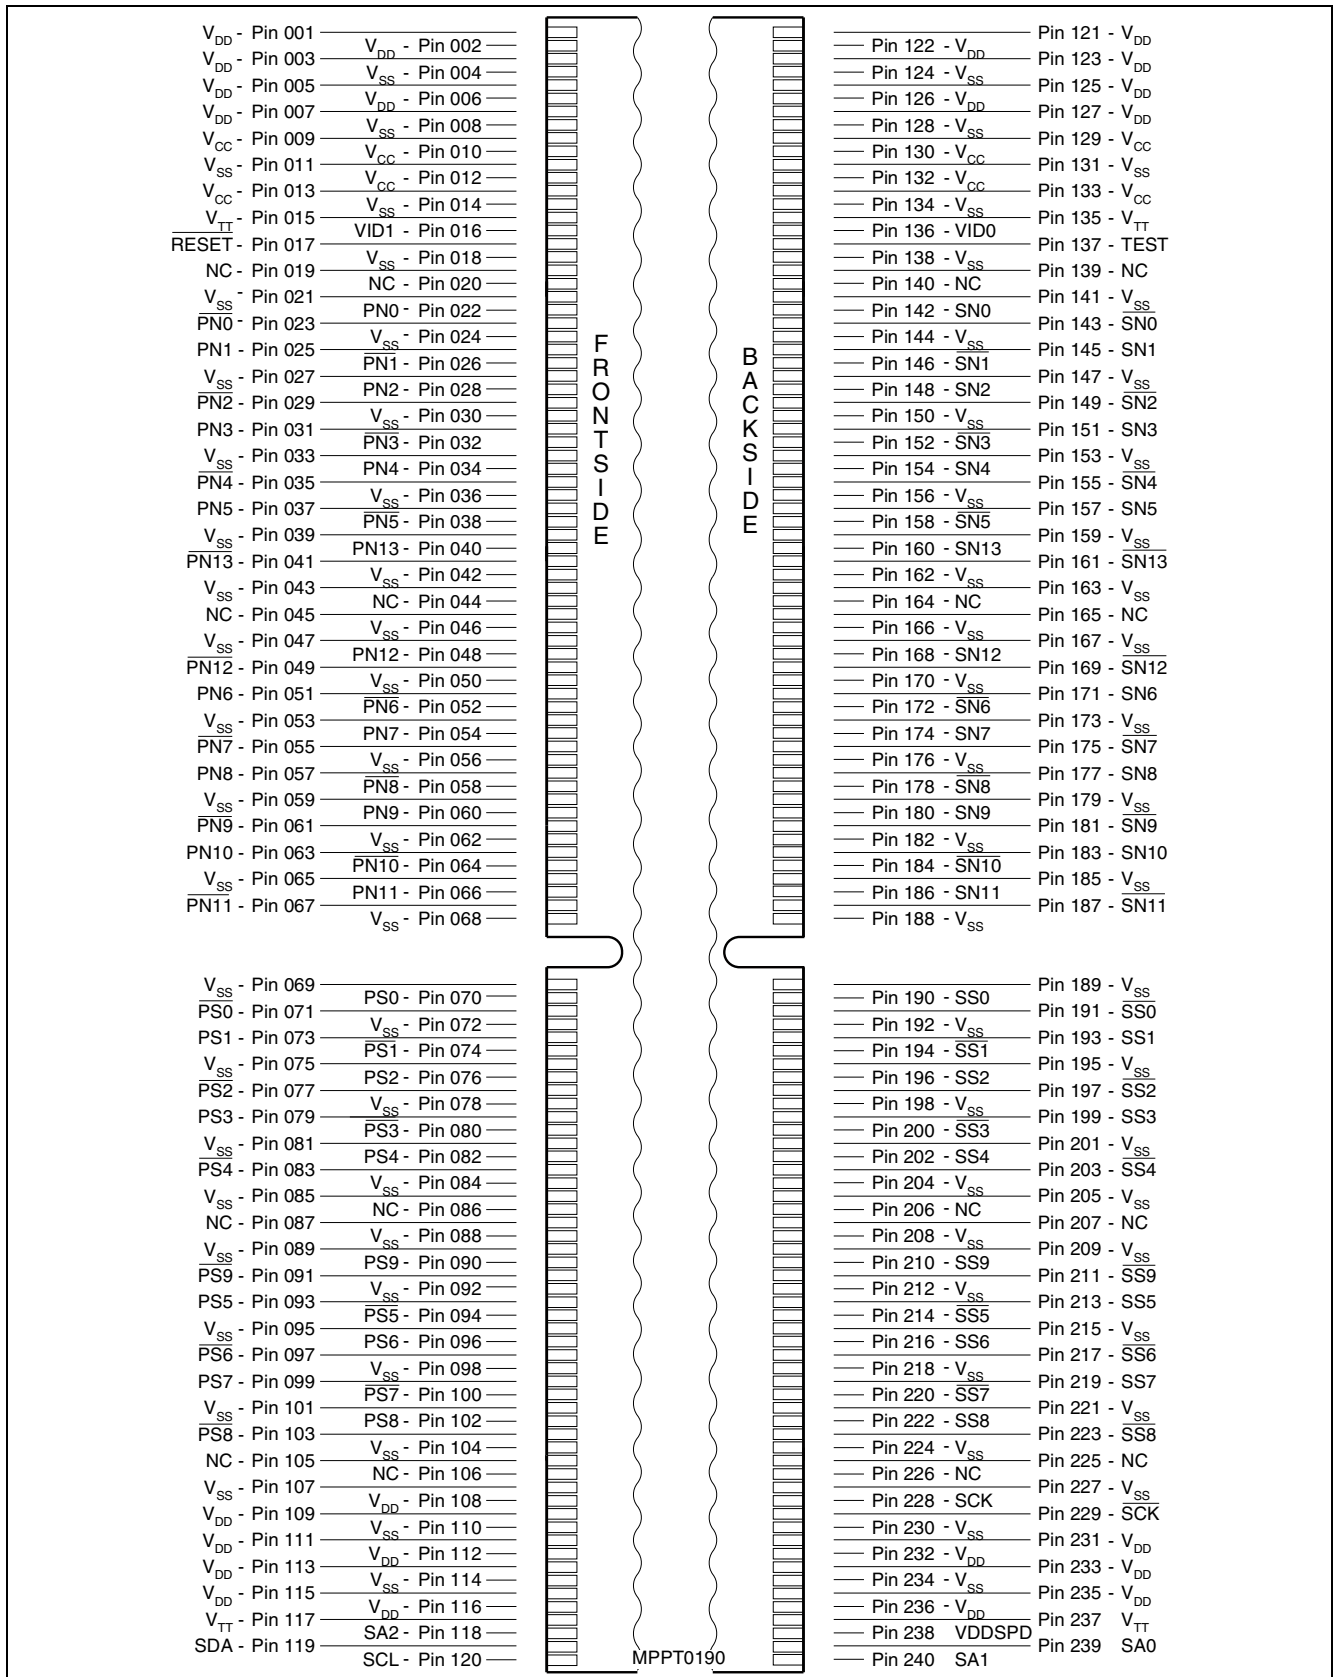 VDD - Pin 001 Pin 121 - VDD
VDD - Pin 002 Pin 122 - VDD
VDD - Pin 003 Pin 123 - VDD
VSS - Pin 004 Pin 124 - VSS
VDD - Pin 005 Pin 125 - VDD
VDD - Pin 006 Pin 126 - VDD
VDD - Pin 007 Pin 127 - VDD
VSS - Pin 008 Pin 128 - VSS
VCC - Pin 009 Pin 129 - VCC
VCC - Pin 010 Pin 130 - VCC
VSS - Pin 011 Pin 131 - VSS
VCC - Pin 012 Pin 132 - VCC
VCC - Pin 013 Pin 133 - VCC
VSS - Pin 014 Pin 134 - VSS
VTT - Pin 015 Pin 135 - VTT
VID1 - Pin 016 Pin 136 - VID0
RESET - Pin 017 Pin 137 - TEST
VSS - Pin 018 Pin 138 - VSS
NC - Pin 019 Pin 139 - NC
NC - Pin 020 Pin 140 - NC
VSS - Pin 021 Pin 141 - VSS
PN0 - Pin 022 Pin 142 - SN0
PN0 - Pin 023 Pin 143 - SN0
VSS - Pin 024 Pin 144 - VSS
PN1 - Pin 025 Pin 145 - SN1
PN1 - Pin 026 Pin 146 - SN1
VSS - Pin 027 Pin 147 - VSS
PN2 - Pin 028 Pin 148 - SN2
PN2 - Pin 029 Pin 149 - SN2
VSS - Pin 030 Pin 150 - VSS
PN3 - Pin 031 Pin 151 - SN3
PN3 - Pin 032 Pin 152 - SN3
VSS - Pin 033 Pin 153 - VSS
PN4 - Pin 034 Pin 154 - SN4
PN4 - Pin 035 Pin 155 - SN4
VSS - Pin 036 Pin 156 - VSS
PN5 - Pin 037 Pin 157 - SN5
PN5 - Pin 038 Pin 158 - SN5
VSS - Pin 039 Pin 159 - VSS
PN13 - Pin 040 Pin 160 - SN13
PN13 - Pin 041 Pin 161 - SN13
VSS - Pin 042 Pin 162 - VSS
VSS - Pin 043 Pin 163 - VSS
NC - Pin 044 Pin 164 - NC
NC - Pin 045 Pin 165 - NC
VSS - Pin 046 Pin 166 - VSS
VSS - Pin 047 Pin 167 - VSS
PN12 - Pin 048 Pin 168 - SN12
PN12 - Pin 049 Pin 169 - SN12
VSS - Pin 050 Pin 170 - VSS
PN6 - Pin 051 Pin 171 - SN6
PN6 - Pin 052 Pin 172 - SN6
VSS - Pin 053 Pin 173 - VSS
PN7 - Pin 054 Pin 174 - SN7
PN7 - Pin 055 Pin 175 - SN7
VSS - Pin 056 Pin 176 - VSS
PN8 - Pin 057 Pin 177 - SN8
PN8 - Pin 058 Pin 178 - SN8
VSS - Pin 059 Pin 179 - VSS
PN9 - Pin 060 Pin 180 - SN9
PN9 - Pin 061 Pin 181 - SN9
VSS - Pin 062 Pin 182 - VSS
PN10 - Pin 063 Pin 183 - SN10
PN10 - Pin 064 Pin 184 - SN10
VSS - Pin 065 Pin 185 - VSS
PN11 - Pin 066 Pin 186 - SN11
PN11 - Pin 067 Pin 187 - SN11
VSS - Pin 068 Pin 188 - VSS
FRONTSIDE
BACKSIDE
VSS - Pin 069 Pin 189 - VSS
PS0 - Pin 070 Pin 190 - SS0
PS0 - Pin 071 Pin 191 - SS0
VSS - Pin 072 Pin 192 - VSS
PS1 - Pin 073 Pin 193 - SS1
PS1 - Pin 074 Pin 194 - SS1
VSS - Pin 075 Pin 195 - VSS
PS2 - Pin 076 Pin 196 - SS2
PS2 - Pin 077 Pin 197 - SS2
VSS - Pin 078 Pin 198 - VSS
PS3 - Pin 079 Pin 199 - SS3
PS3 - Pin 080 Pin 200 - SS3
VSS - Pin 081 Pin 201 - VSS
PS4 - Pin 082 Pin 202 - SS4
PS4 - Pin 083 Pin 203 - SS4
VSS - Pin 084 Pin 204 - VSS
VSS - Pin 085 Pin 205 - VSS
NC - Pin 086 Pin 206 - NC
NC - Pin 087 Pin 207 - NC
VSS - Pin 088 Pin 208 - VSS
VSS - Pin 089 Pin 209 - VSS
PS9 - Pin 090 Pin 210 - SS9
PS9 - Pin 091 Pin 211 - SS9
VSS - Pin 092 Pin 212 - VSS
PS5 - Pin 093 Pin 213 - SS5
PS5 - Pin 094 Pin 214 - SS5
VSS - Pin 095 Pin 215 - VSS
PS6 - Pin 096 Pin 216 - SS6
PS6 - Pin 097 Pin 217 - SS6
VSS - Pin 098 Pin 218 - VSS
PS7 - Pin 099 Pin 219 - SS7
PS7 - Pin 100 Pin 220 - SS7
VSS - Pin 101 Pin 221 - VSS
PS8 - Pin 102 Pin 222 - SS8
PS8 - Pin 103 Pin 223 - SS8
VSS - Pin 104 Pin 224 - VSS
NC - Pin 105 Pin 225 - NC
NC - Pin 106 Pin 226 - NC
VSS - Pin 107 Pin 227 - VSS
VDD - Pin 108 Pin 228 - SCK
VDD - Pin 109 Pin 229 - SCK
VSS - Pin 110 Pin 230 - VSS
VDD - Pin 111 Pin 231 - VDD
VDD - Pin 112 Pin 232 - VDD
VDD - Pin 113 Pin 233 - VDD
VSS - Pin 114 Pin 234 - VSS
VDD - Pin 115 Pin 235 - VDD
VDD - Pin 116 Pin 236 - VDD
VTT - Pin 117 Pin 237 VTT
SA2 - Pin 118 Pin 238 VDDSPD
SDA - Pin 119 Pin 239 SA0
SCL - Pin 120 Pin 240 SA1
MPPT0190